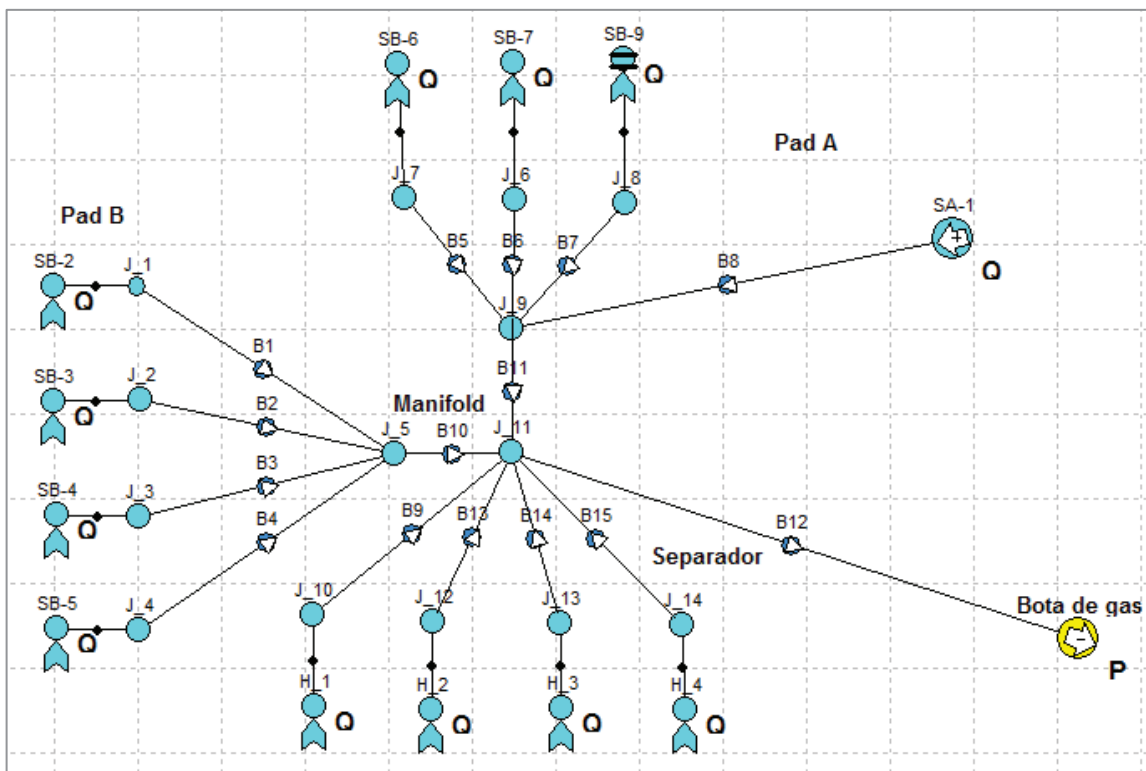 SB-6
SB-7
SB-9
Q
Q
Q
Pad A
J_7
J_6
J_8
Pad B
SA-1
B5
B6
B7
B8
Q
SB-2
J_1
Q
J_9
B1
B11
SB-3
J_2
Q
B2
Manifold
J_5
B10
J_11
SB-4
J_3
B3
Q
B4
B9
B13
B14
B15
B12
Separador
SB-5
J_4
Q
J_10
J_12
J_13
J_14
Bota de gas
P
H_1
H_2
H_3
H_4
Q
Q
Q
Q